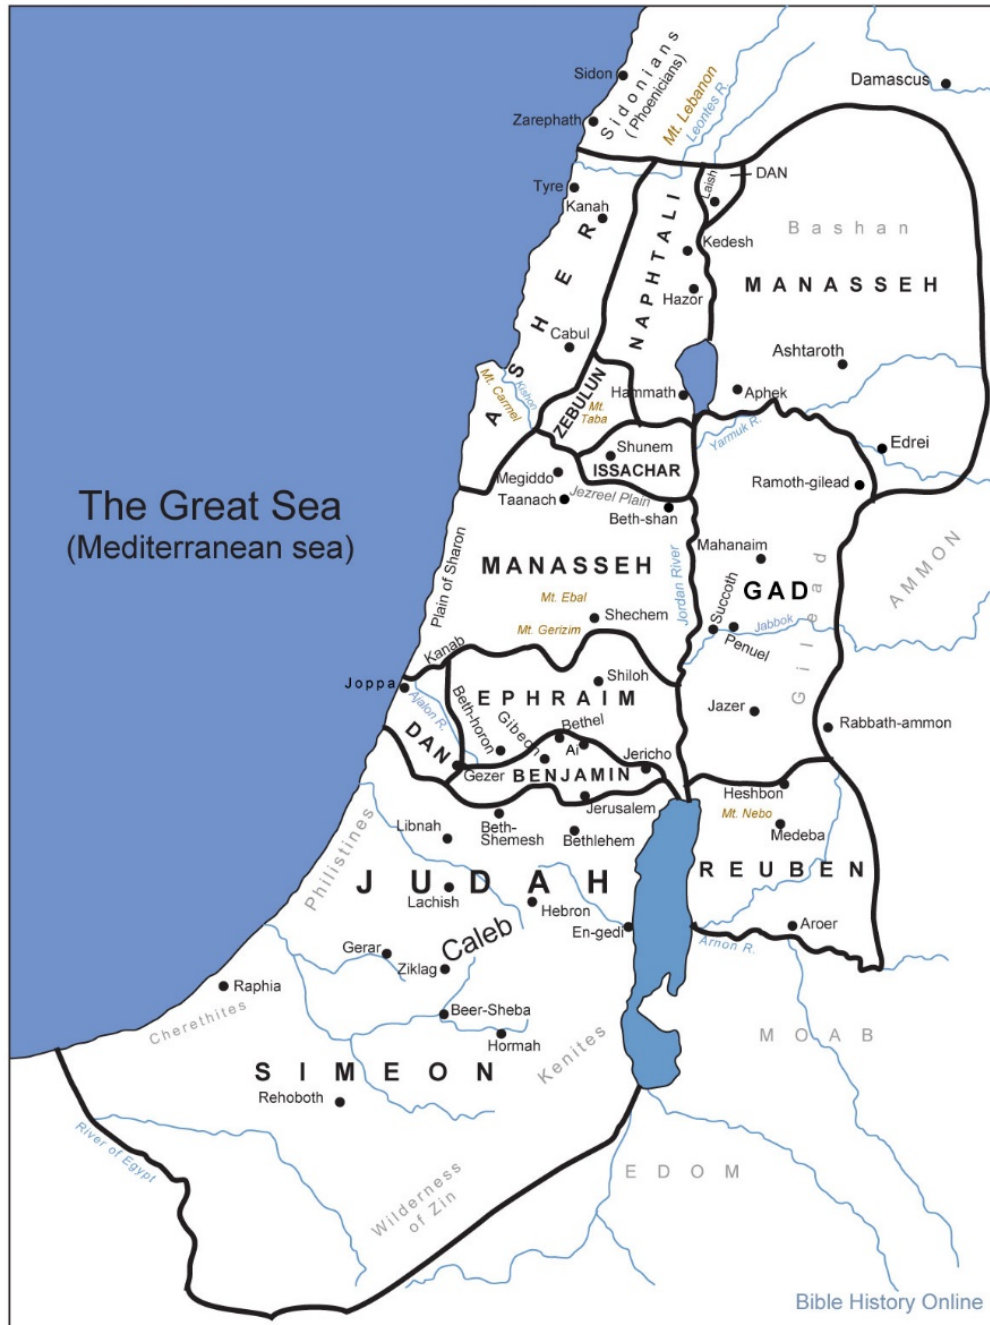 Sidon
Sidonians
(Phoenicians)
Mt. Lebanon
Leontes R.
Damascus
Zarephath
Tyre
Kanah
Laish
DAN
Bashan
ASHER
NAPHTALI
Kedesh
MANASSEH
Hazor
Cabul
Ashtaroth
Mt. Carmel
Kishon
ZEBULUN
Mt.
Taba
Hammath
Aphek
Yarmuk R.
Edrei
Shunem
ISSACHAR
Megiddo
Taanach
Jezreel Plain
Beth-shan
Ramoth-gilead
The Great Sea
(Mediterranean sea)
Plain of Sharon
MANASSEH
Jordan River
Mahanaim
GAD
Gilead
AMMON
Mt. Ebal
Shechem
Mt. Gerizim
Succoth
Penuel
Jabbok
Kanab
Joppa
Ajalon R.
EPHRAIM
Shiloh
Jazer
Rabbath-ammon
DAN
Beth-horon
Gibeon
Bethel
Ai
Jericho
Gezer
BENJAMIN
Jerusalem
Heshbon
Mt. Nebo
Medeba
Philistines
Libnah
Beth-
Shemesh
Bethlehem
JUDAH
REUBEN
Lachish
Hebron
En-gedi
Aroer
Arnon R.
Caleb
Gerar
Ziklag
Raphia
Cherethites
Beer-Sheba
Hormah
Kenites
MOAB
SIMEON
Rehoboth
River of Egypt
Wilderness
of Zin
EDOM
Bible History Online